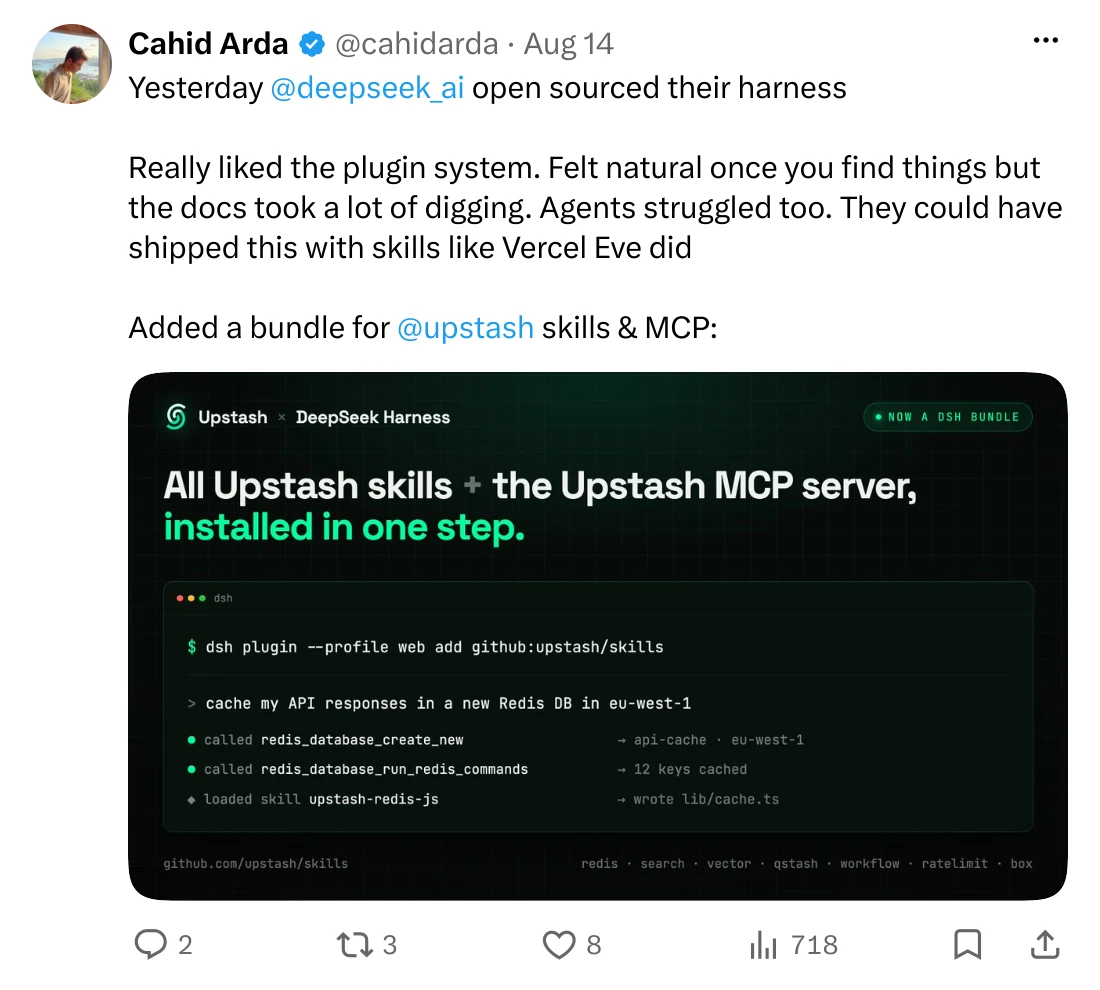 Cahid Arda @cahidarda · Aug 14
Yesterday @deepseek_ai open sourced their harness
Really liked the plugin system. Felt natural once you find things but
the docs took a lot of digging. Agents struggled too. They could have
shipped this with skills like Vercel Eve did
Added a bundle for @upstash skills & MCP:
Upstash × DeepSeek Harness
NOW A DSH BUNDLE
All Upstash skills + the Upstash MCP server,
installed in one step.
dsh
$ dsh plugin --profile web add github:upstash/skills
> cache my API responses in a new Redis DB in eu-west-1
called redis_database_create_new → api-cache · eu-west-1
called redis_database_run_redis_commands → 12 keys cached
loaded skill upstash-redis-js → wrote lib/cache.ts
github.com/upstash/skills redis · search · vector · qstash · workflow · ratelimit · box
2 3 8 718